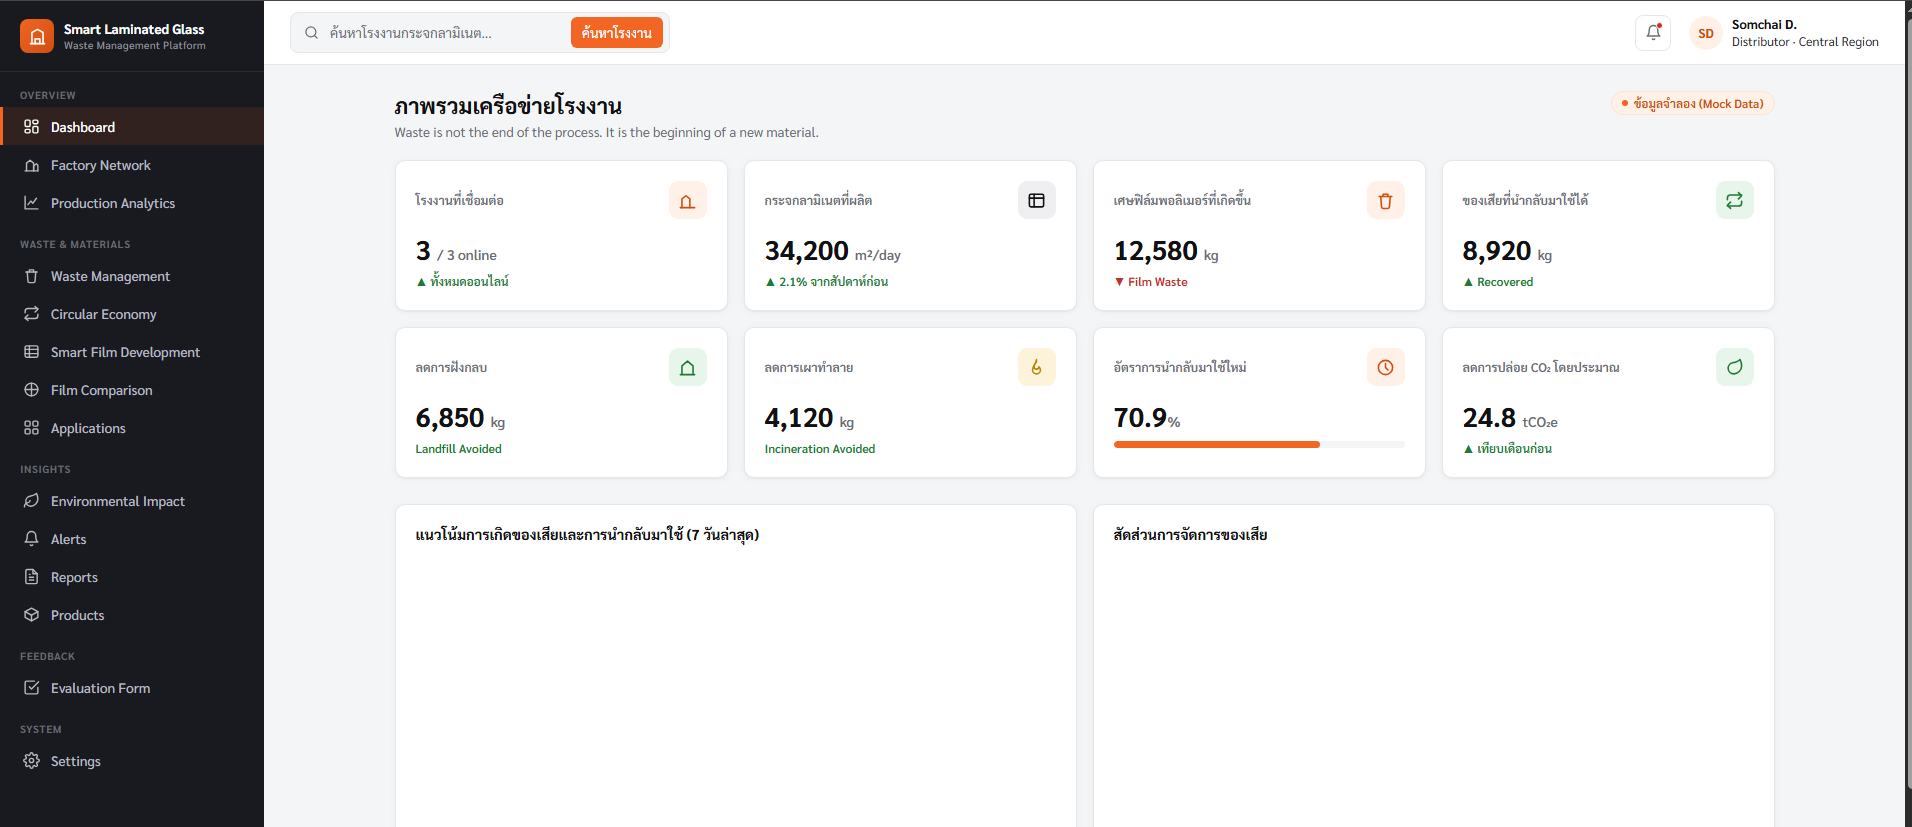 Smart Laminated Glass
Waste Management Platform
OVERVIEW
Dashboard
Factory Network
Production Analytics
WASTE & MATERIALS
Waste Management
Circular Economy
Smart Film Development
Film Comparison
Applications
INSIGHTS
Environmental Impact
Alerts
Reports
Products
FEEDBACK
Evaluation Form
SYSTEM
Settings
ค้นหาโรงงานกระจกลามิเนต...
ค้นหาโรงงาน
SD
Somchai D.
Distributor · Central Region
ภาพรวมเครือข่ายโรงงาน
Waste is not the end of the process. It is the beginning of a new material.
ข้อมูลจำลอง (Mock Data)
โรงงานที่เชื่อมต่อ
3 / 3 online
▲ ทั้งหมดออนไลน์
กระจกลามิเนตที่ผลิต
34,200 m²/day
▲ 2.1% จากสัปดาห์ก่อน
เศษฟิล์มพอลิเมอร์ที่เกิดขึ้น
12,580 kg
▼ Film Waste
ของเสียที่นำกลับมาใช้ได้
8,920 kg
▲ Recovered
ลดการฝังกลบ
6,850 kg
Landfill Avoided
ลดการเผาทำลาย
4,120 kg
Incineration Avoided
อัตราการนำกลับมาใช้ใหม่
70.9%
ลดการปล่อย CO₂ โดยประมาณ
24.8 tCO₂e
▲ เทียบเดือนก่อน
แนวโน้มการเกิดของเสียและการนำกลับมาใช้ (7 วันล่าสุด)
สัดส่วนการจัดการของเสีย